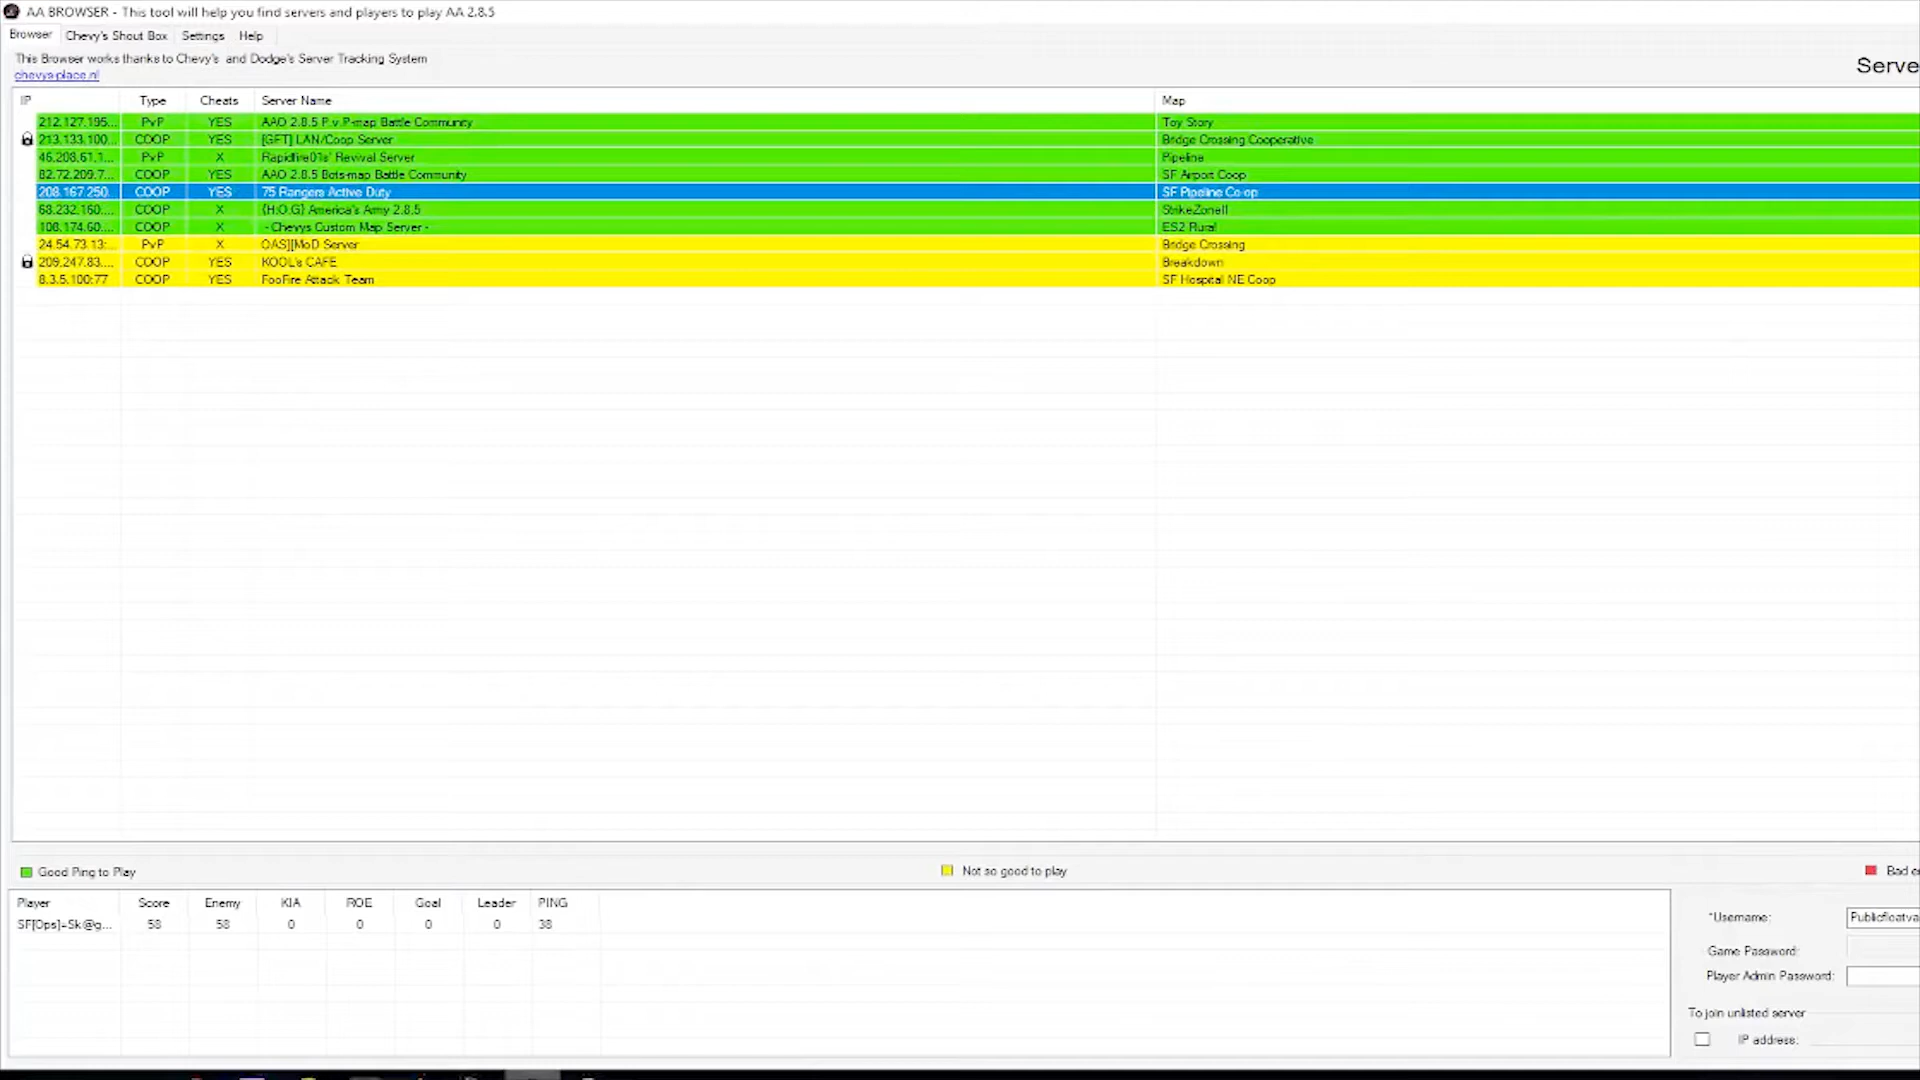 AA BROWSER - This tool will help you find servers and players to play AA 2.8.5
Browser Chevy's Shout Box Settings Help
This Browser works thanks to Chevy's and Dodge's Server Tracking System
chevysplace.nl
Serve
IP Type Cheats Server Name Map
212.127.195... PvP YES AAO 2.8.5 P.v.P-map Battle Community Toy Story
213.133.100... COOP YES [GFT] LAN/Coop Server Bridge Crossing Cooperative
46.208.61.1... PvP X Rapidfire01s' Revival Server Pipeline
82.72.209.7... COOP YES AAO 2.8.5 Bots-map Battle Community SF Airport Coop
208.167.250. COOP YES 75 Rangers Active Duty SF Pipeline Co-op
68.232.160.... COOP X {H.O.G} America's Army 2.8.5 StrikeZoneII
108.174.60.... COOP X - Chevys Custom Map Server - ES2 Rural
24.54.73.13:... PvP X OAS][MoD Server Bridge Crossing
209.247.83.... COOP YES KOOL's CAFE Breakdown
8.3.5.100:77 COOP YES FooFire Attack Team SF Hospital NE Coop
Good Ping to Play Not so good to play Bad
Player Score Enemy KIA ROE Goal Leader PING
SF[Ops]=Sk@g... 58 58 0 0 0 0 38
*Username: Publicfloatva
Game Password:
Player Admin Password:
To join unlisted server
IP address: